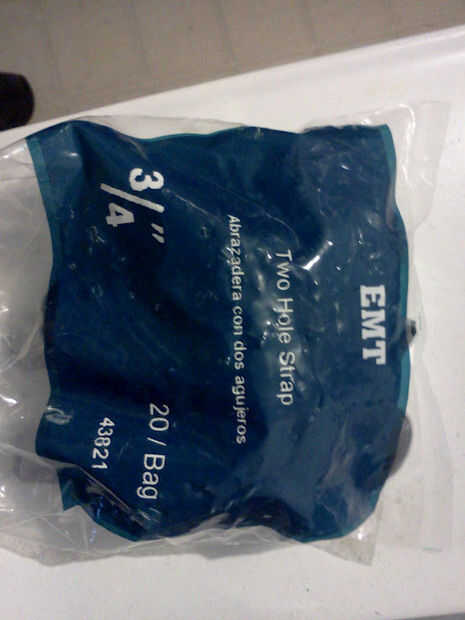 EMT
Two Hole Strap
Abrazadera con dos agujeros
3/4"
20 / Bag
43821